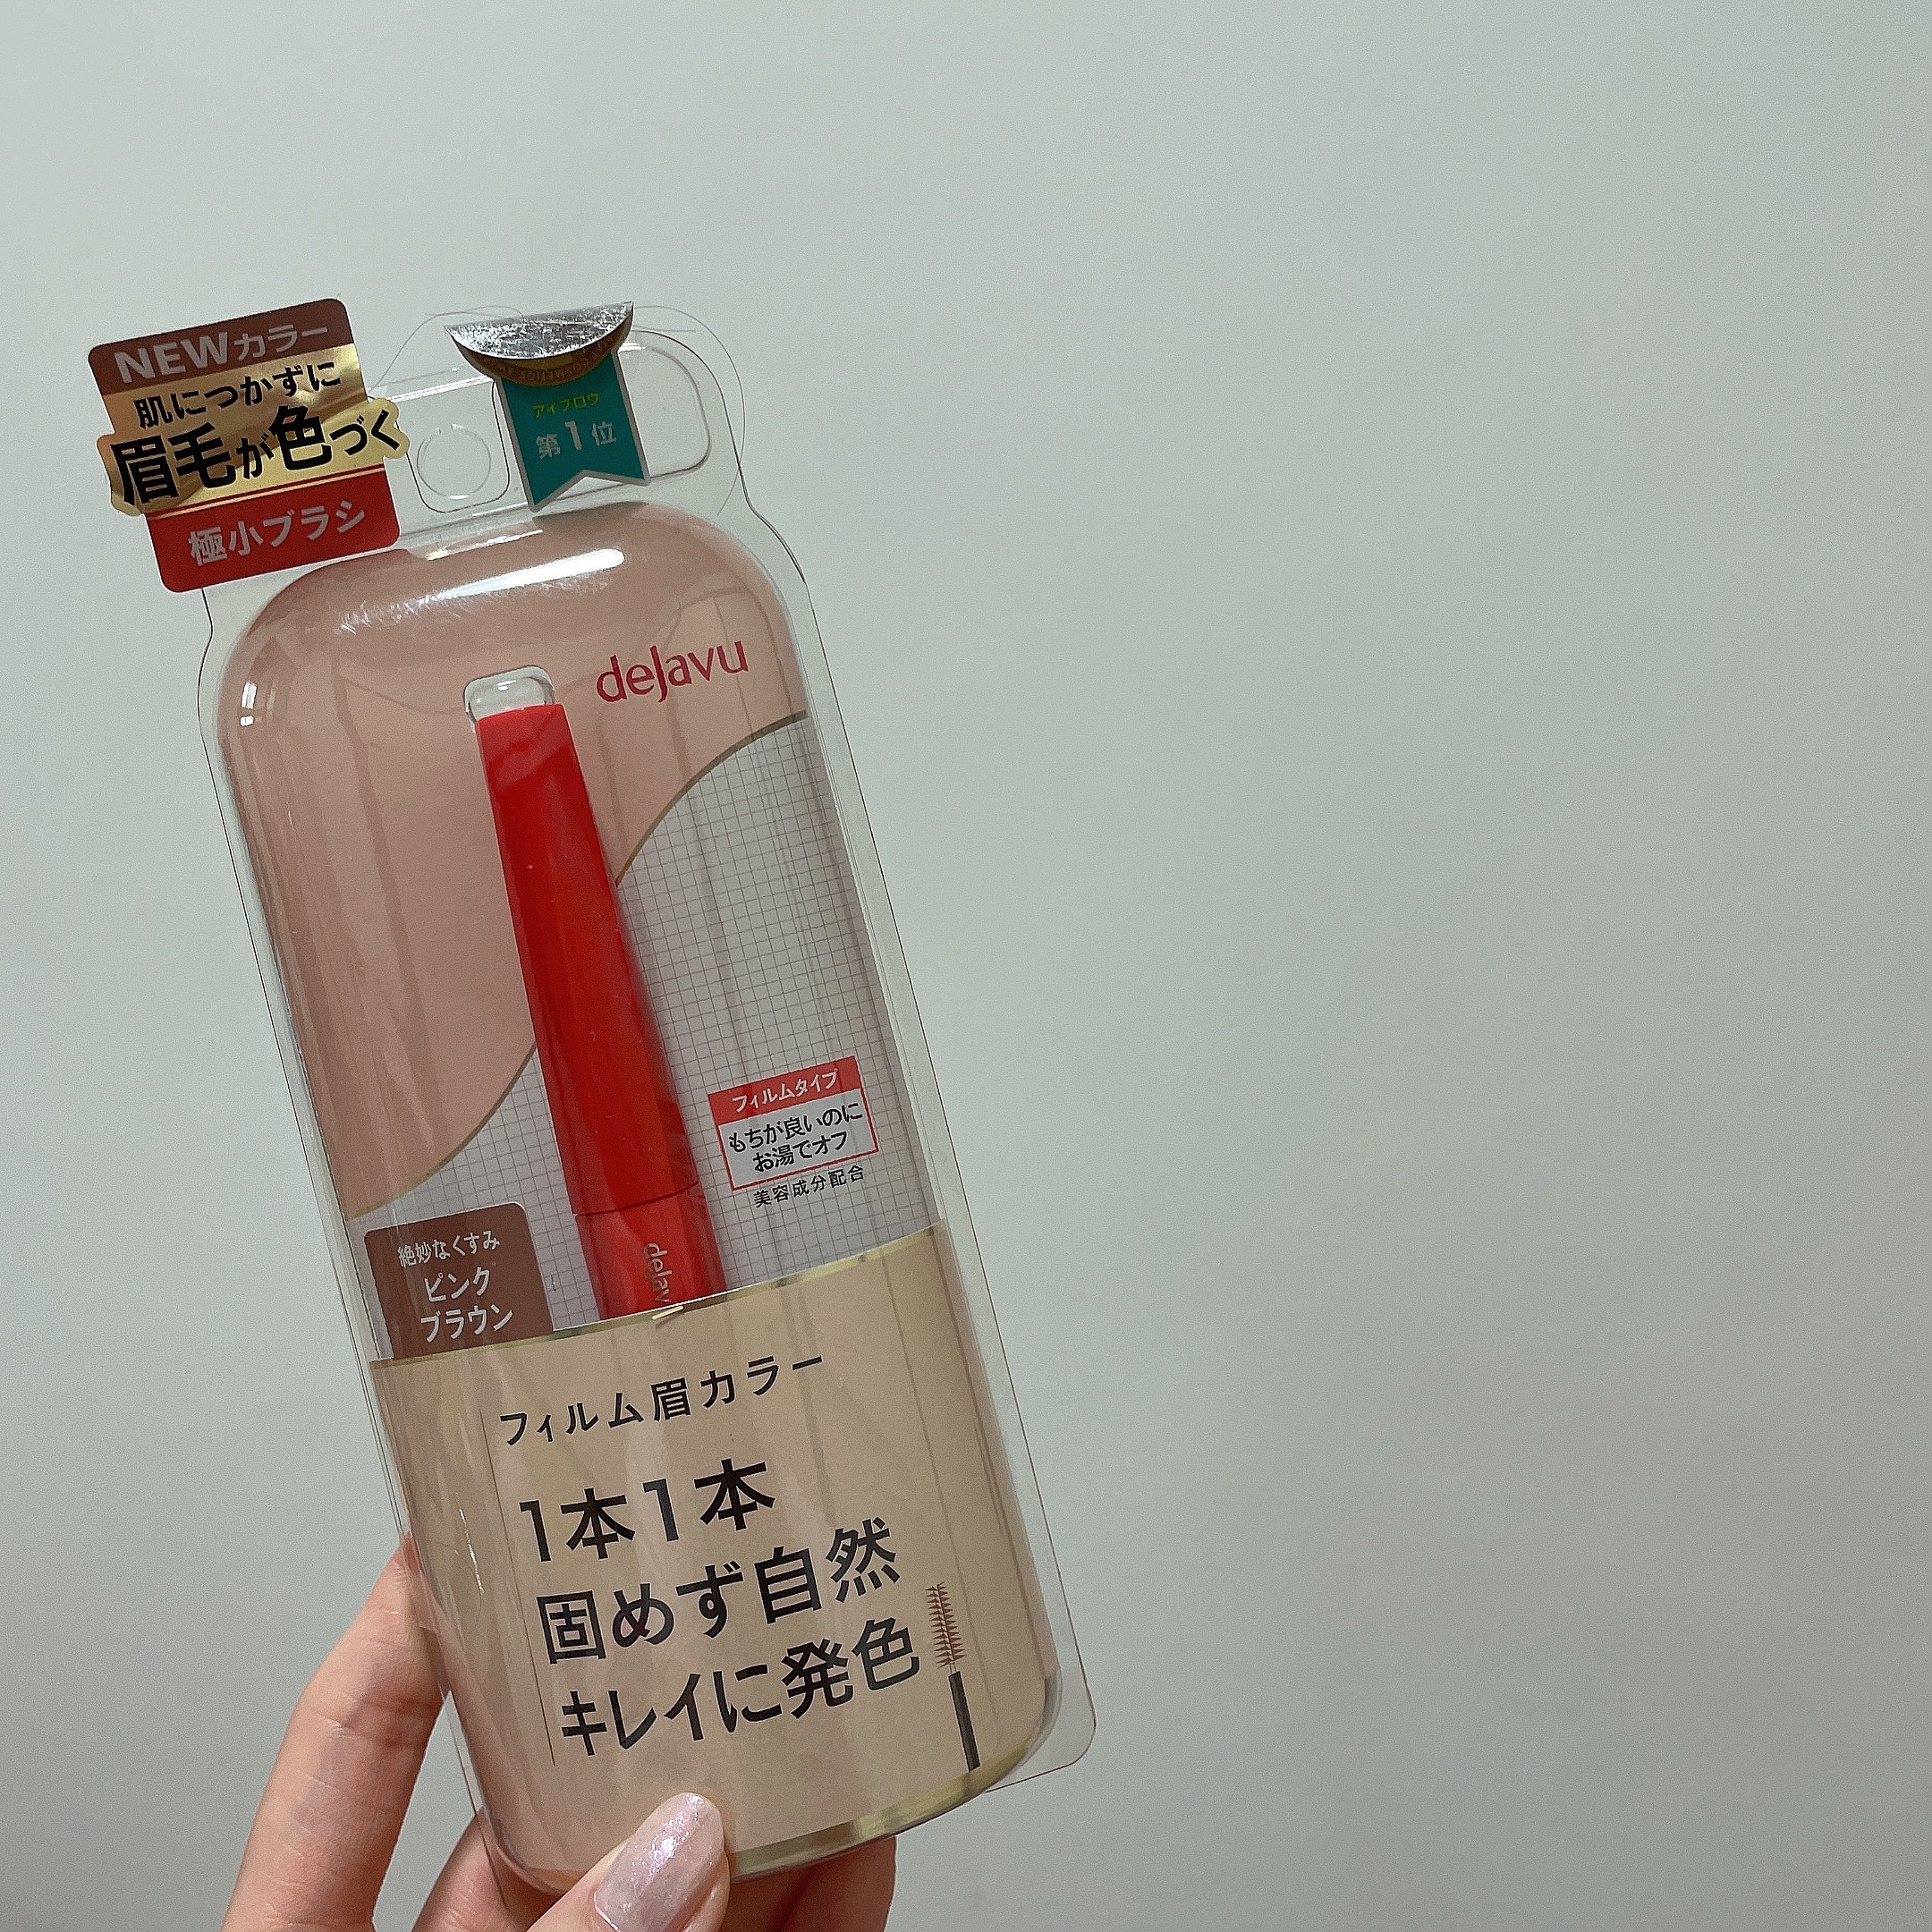 NEWカラー
肌につかずに
眉毛が色づく
極小ブラシ
アイブロウ
第1位
dejavu
フィルムタイプ
もちが良いのに
お湯でオフ
美容成分配合
絶妙なくすみ
ピンク
ブラウン
dejav
フィルム眉カラー
1本1本
固めず自然
キレイに発色